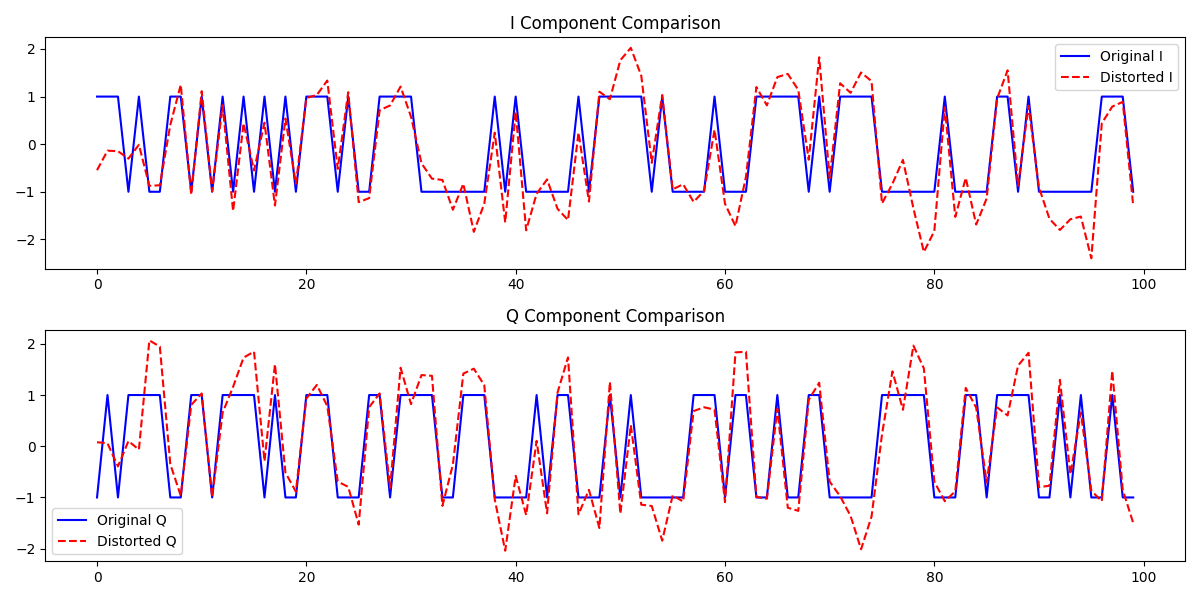 I Component Comparison
2
1
0
−1
−2
Original I
Distorted I
0 20 40 60 80 100
Q Component Comparison
2
1
0
−1
−2
Original Q
Distorted Q
0 20 40 60 80 100